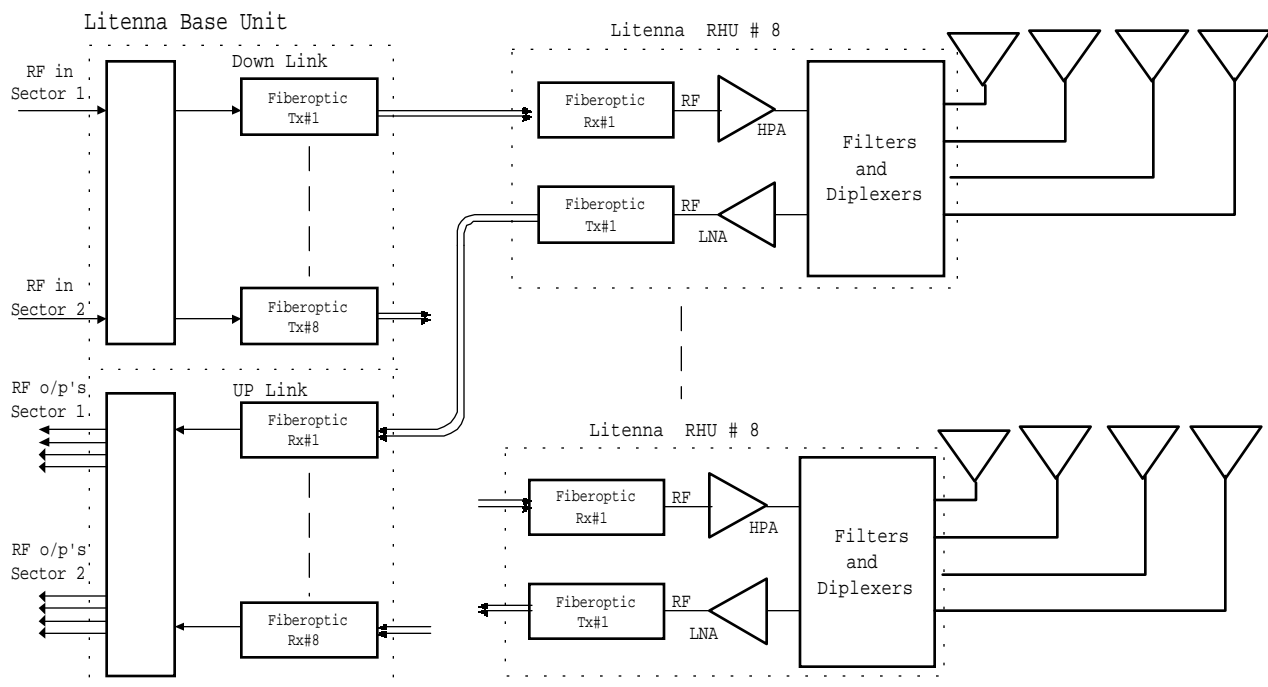 Litenna Base Unit
RF in
Sector 1
Down Link
Fiberoptic
Tx#1
RF in
Sector 2
Fiberoptic
Tx#8
RF o/p's
Sector 1
UP Link
Fiberoptic
Rx#1
RF o/p's
Sector 2
Fiberoptic
Rx#8
Litenna RHU # 8
Fiberoptic
Rx#1
RF
HPA
Fiberoptic
Tx#1
RF
LNA
Filters
and
Diplexers
Litenna RHU # 8
Fiberoptic
Rx#1
RF
HPA
Fiberoptic
Tx#1
RF
LNA
Filters
and
Diplexers